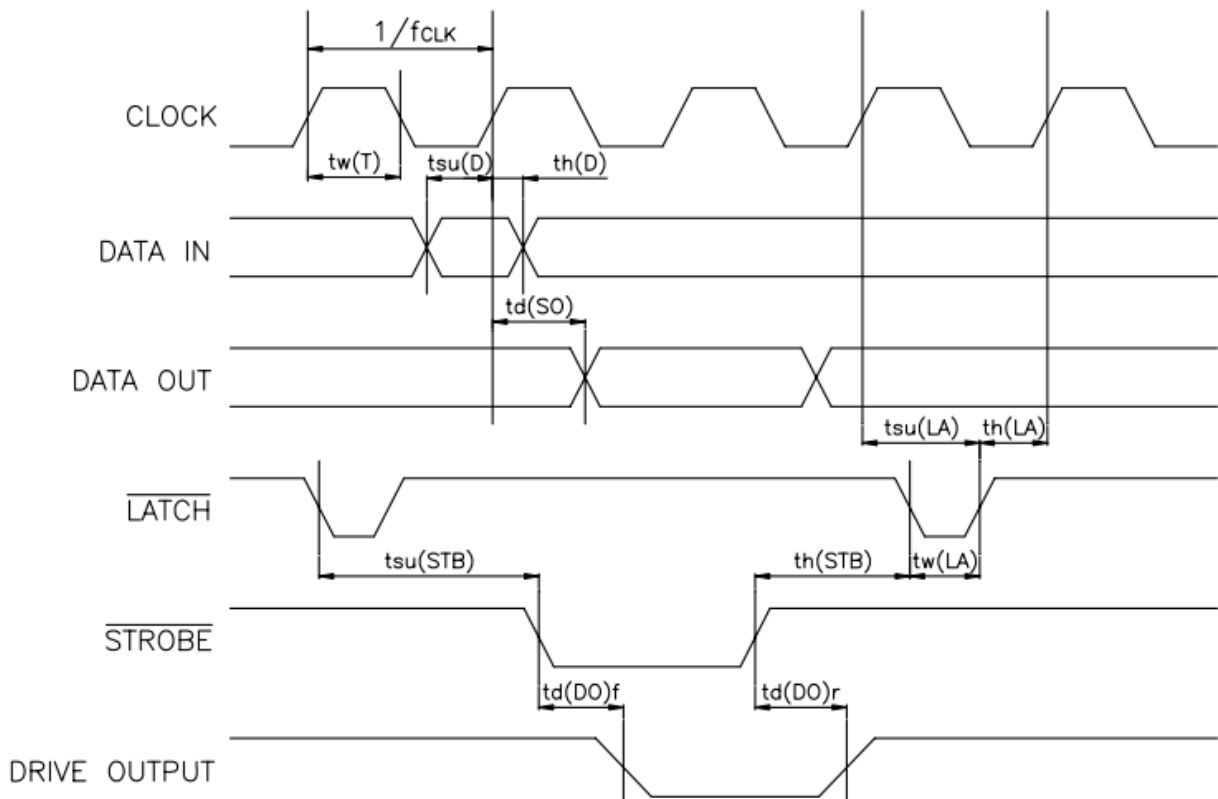 1/fCLK
CLOCK
tw(T)
tsu(D)
th(D)
DATA IN
td(SO)
DATA OUT
tsu(LA)
th(LA)
LATCH
tsu(STB)
th(STB)
tw(LA)
STROBE
td(DO)f
td(DO)r
DRIVE OUTPUT